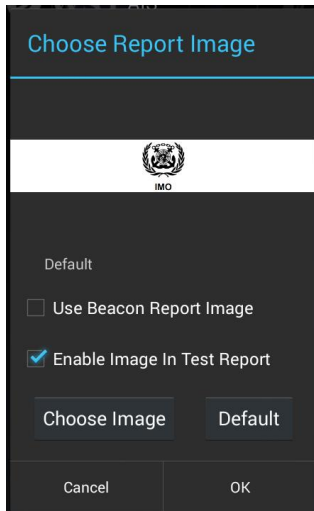 Choose Report Image
IMO
Default
Use Beacon Report Image
Enable Image In Test Report
Choose Image Default
Cancel OK